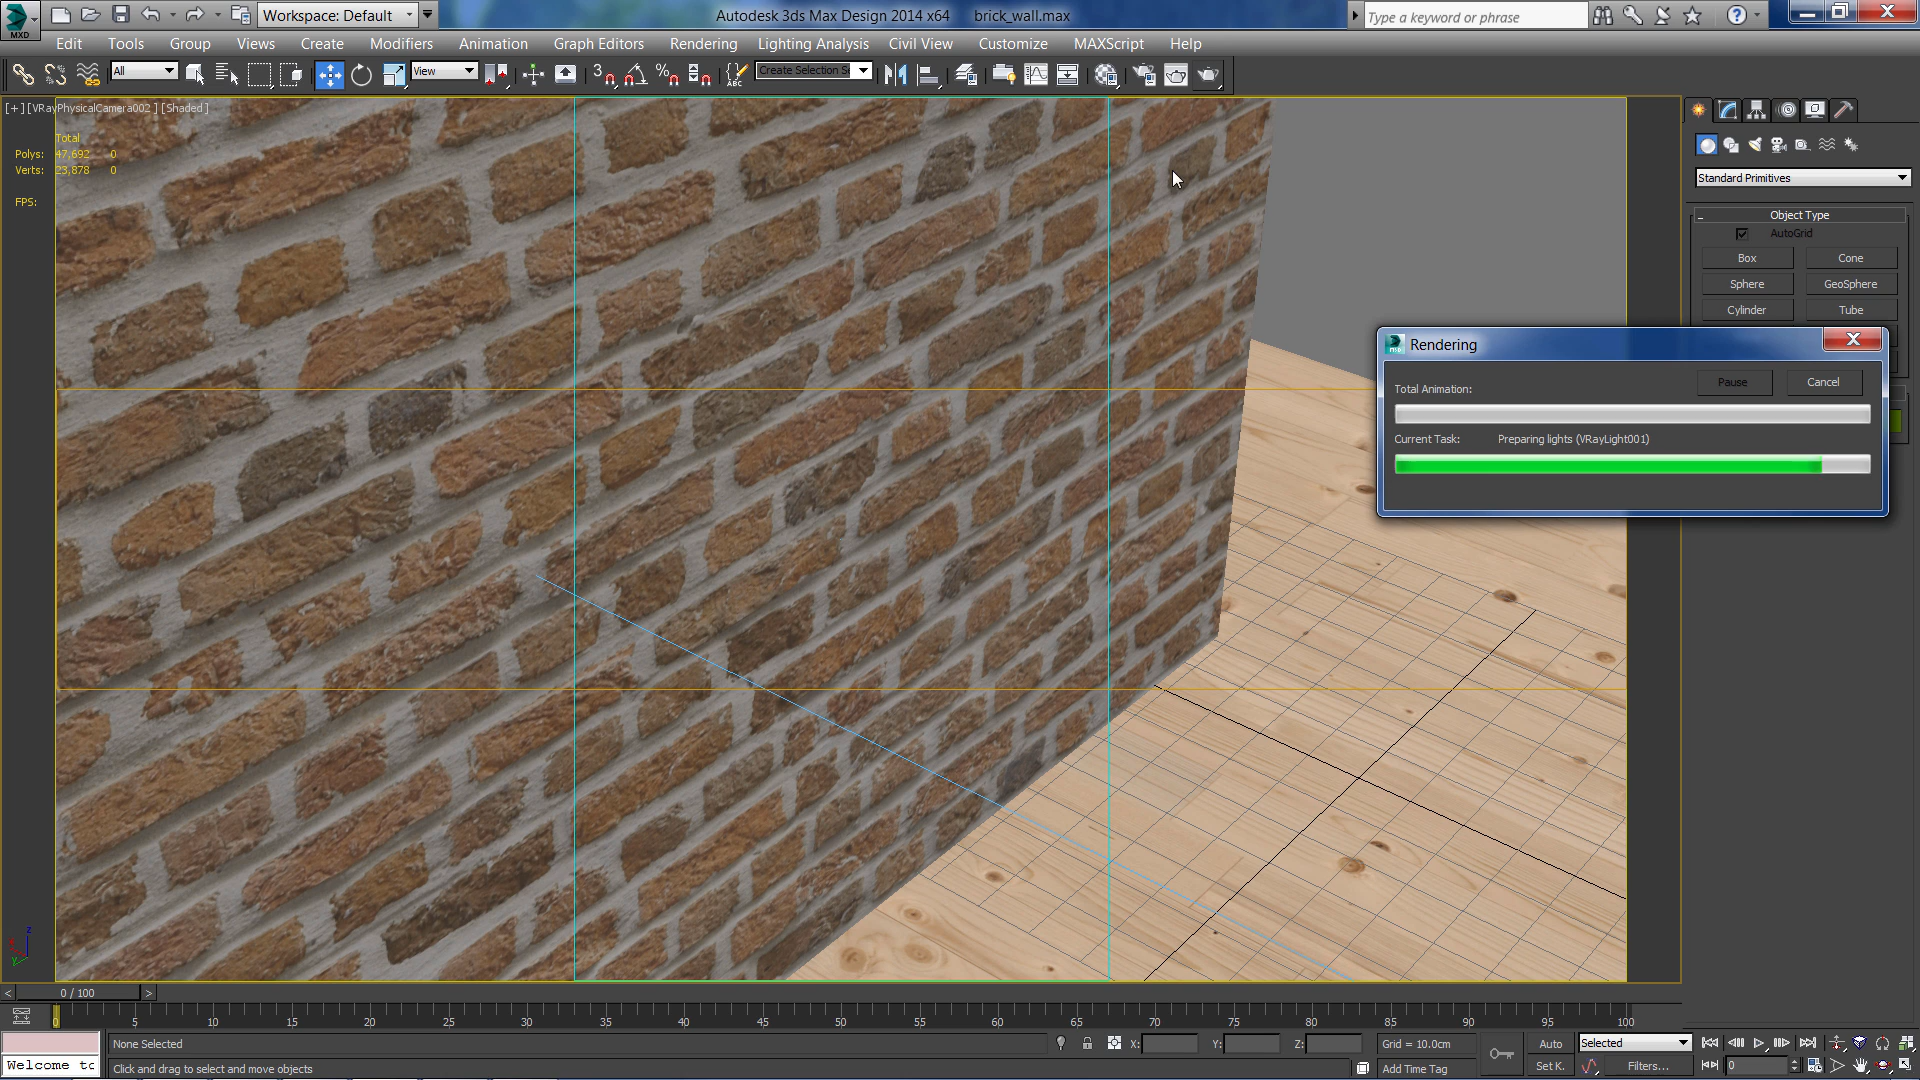 MXD
Workspace: Default
Autodesk 3ds Max Design 2014 x64 brick_wall.max
Type a keyword or phrase
Edit Tools Group Views Create Modifiers Animation Graph Editors Rendering Lighting Analysis Civil View Customize MAXScript Help
All
View
3
ABC
Create Selection Se
[+] [VRayPhysicalCamera002 ] [Shaded ]
Total
Polys: 47,692 0
Verts: 23,878 0
FPS:
Standard Primitives
Object Type
AutoGrid
Box Cone
Sphere GeoSphere
Cylinder Tube
Rendering
Total Animation:
Pause Cancel
Current Task: Preparing lights (VRayLight001)
z
x
y
< 0 / 100 >
0 5 10 15 20 25 30 35 40 45 50 55 60 65 70 75 80 85 90 95 100
None Selected
X: Y: Z:
Grid = 10.0cm
Auto
Selected
Welcome to
Click and drag to select and move objects
Add Time Tag
Set K.
Filters...
0